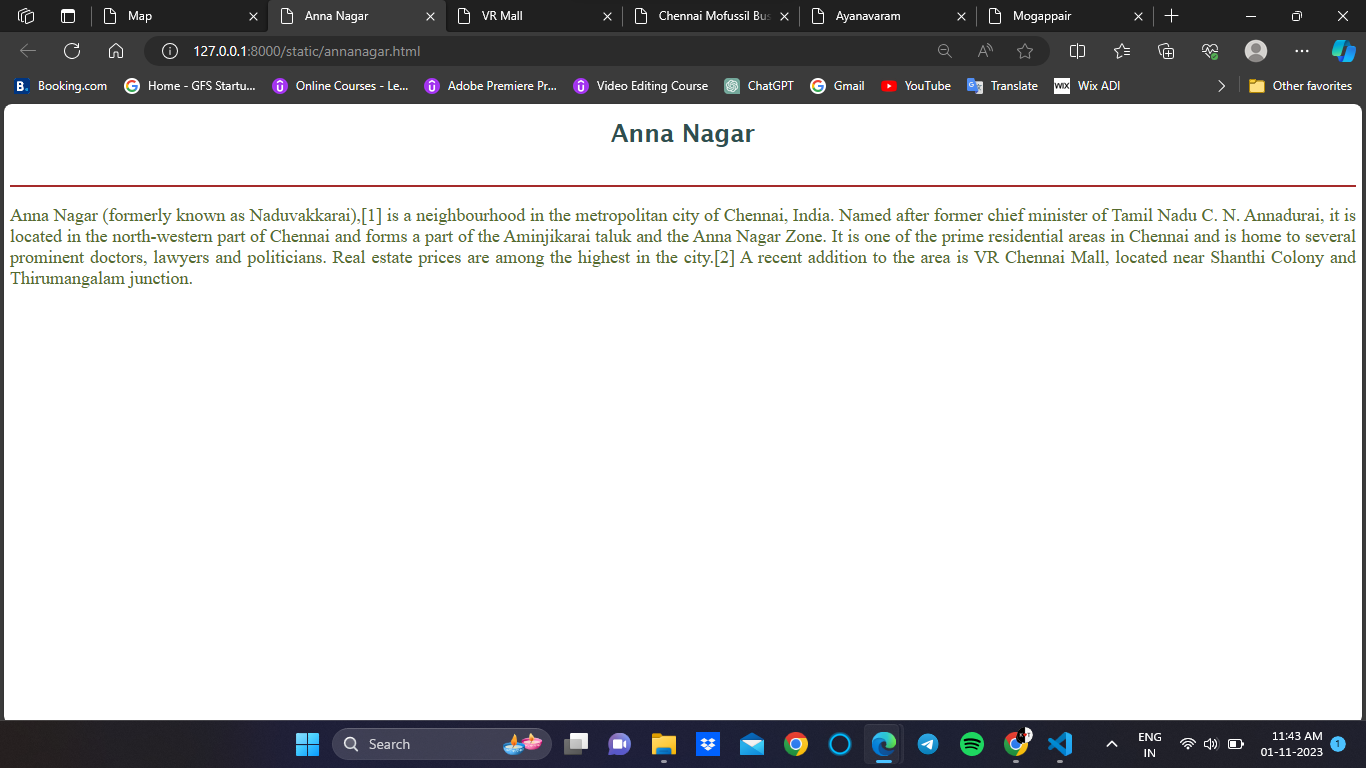 Map
Anna Nagar
VR Mall
Chennai Mofussil Bus
Ayanavaram
Mogappair
127.0.0.1:8000/static/annanagar.html
Booking.com
Home - GFS Startu...
Online Courses - Le...
Adobe Premiere Pr...
Video Editing Course
ChatGPT
Gmail
YouTube
Translate
WIX
Wix ADI
Other favorites
Anna Nagar
Anna Nagar (formerly known as Naduvakkarai),[1] is a neighbourhood in the metropolitan city of Chennai, India. Named after former chief minister of Tamil Nadu C. N. Annadurai, it is
located in the north-western part of Chennai and forms a part of the Aminjikarai taluk and the Anna Nagar Zone. It is one of the prime residential areas in Chennai and is home to several
prominent doctors, lawyers and politicians. Real estate prices are among the highest in the city.[2] A recent addition to the area is VR Chennai Mall, located near Shanthi Colony and
Thirumangalam junction.
Search
ENG
IN
11:43 AM
01-11-2023
1